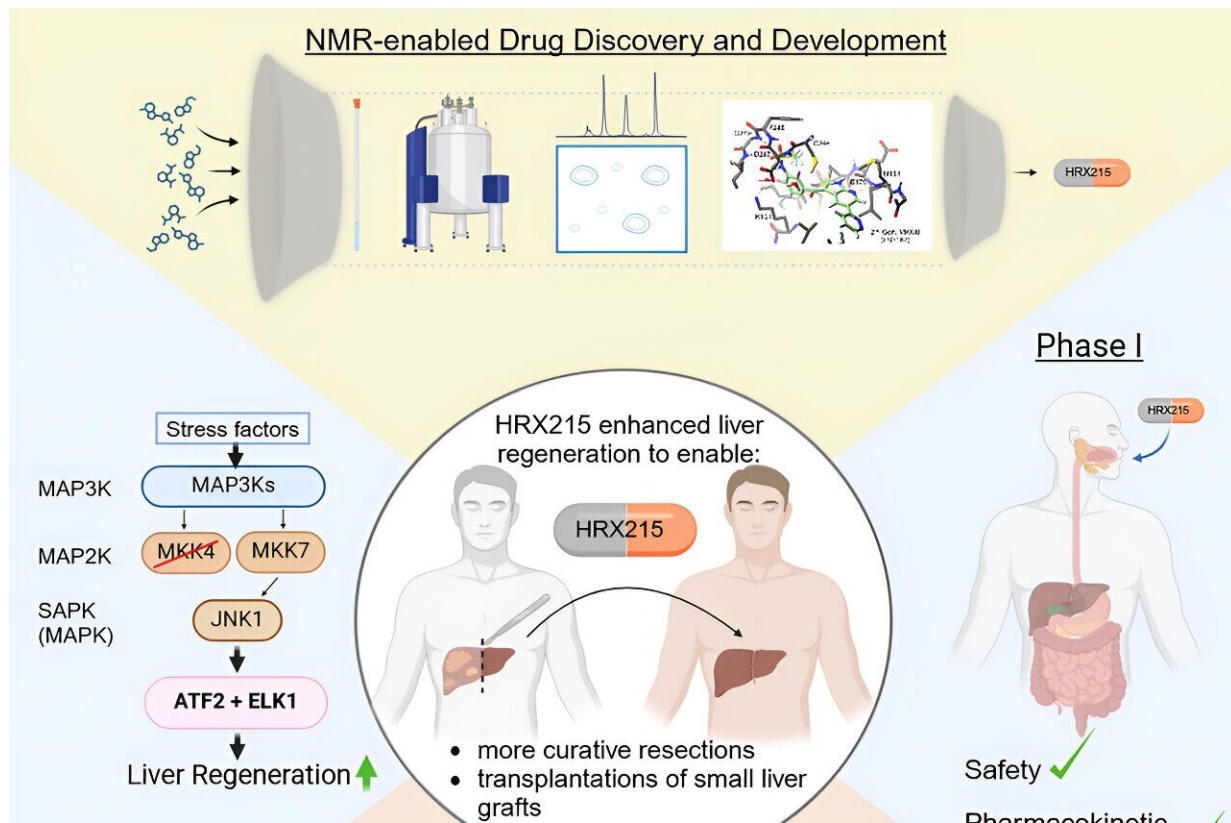 NMR-enabled Drug Discovery and Development
HRX215
Phase I
HRX215
Stress factors
MAP3K
MAP3Ks
MAP2K
MKK4
MKK7
SAPK
(MAPK)
JNK1
ATF2 + ELK1
Liver Regeneration
HRX215 enhanced liver
regeneration to enable:
HRX215
• more curative resections
• transplantations of small liver
grafts
Safety
Pharmacokinetic